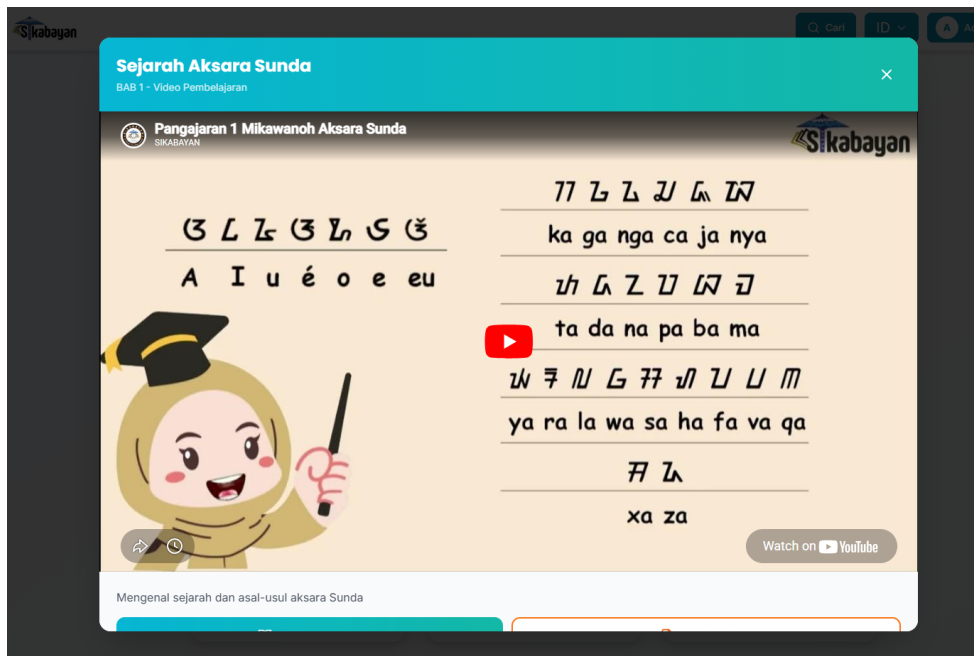 Sikabayan
Cari
ID
A
Sejarah Aksara Sunda
BAB 1 - Video Pembelajaran
Pangajaran 1 Mikawanoh Aksara Sunda
SIKABAYAN
Sikabayan
ᮃ ᮄ ᮅ ᮆ ᮇ ᮈ ᮉ
A I u é o e eu
ᮊ ᮌ ᮍ ᮎ ᮏ ᮑ
ka ga nga ca ja nya
ᮒ ᮓ ᮔ ᮕ ᮘ ᮙ
ta da na pa ba ma
ᮚ ᮛ ᮜ ᮝ ᮞ ᮠ ᮖ ᮗ ᮋ
ya ra la wa sa ha fa va qa
ᮟ ᮐ
xa za
Watch on YouTube
Mengenal sejarah dan asal-usul aksara Sunda